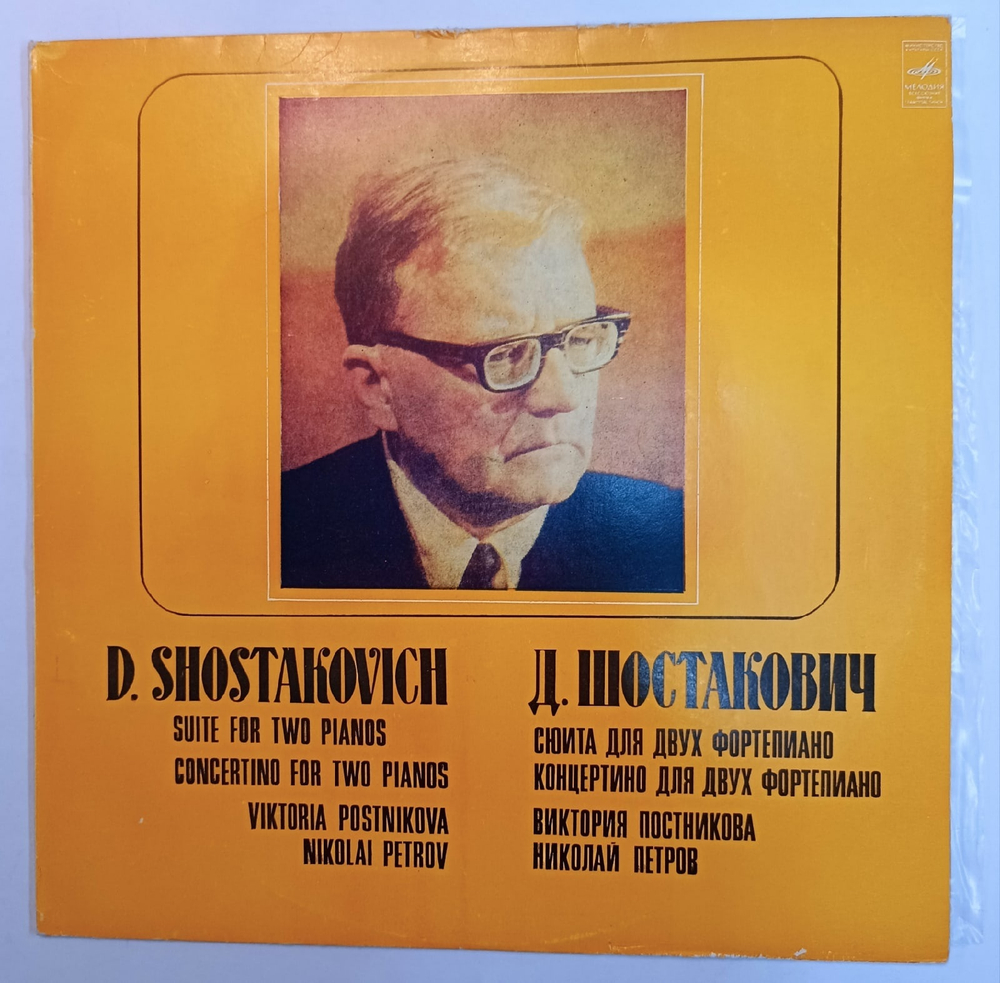 МЕЛОДИЯ
D. SHOSTAKOVICH
SUITE FOR TWO PIANOS
CONCERTINO FOR TWO PIANOS
VIKTORIA POSTNIKOVA
NIKOLAI PETROV
Д. ШОСТАКОВИЧ
СЮИТА ДЛЯ ДВУХ ФОРТЕПИАНО
КОНЦЕРТИНО ДЛЯ ДВУХ ФОРТЕПИАНО
ВИКТОРИЯ ПОСТНИКОВА
НИКОЛАЙ ПЕТРОВ